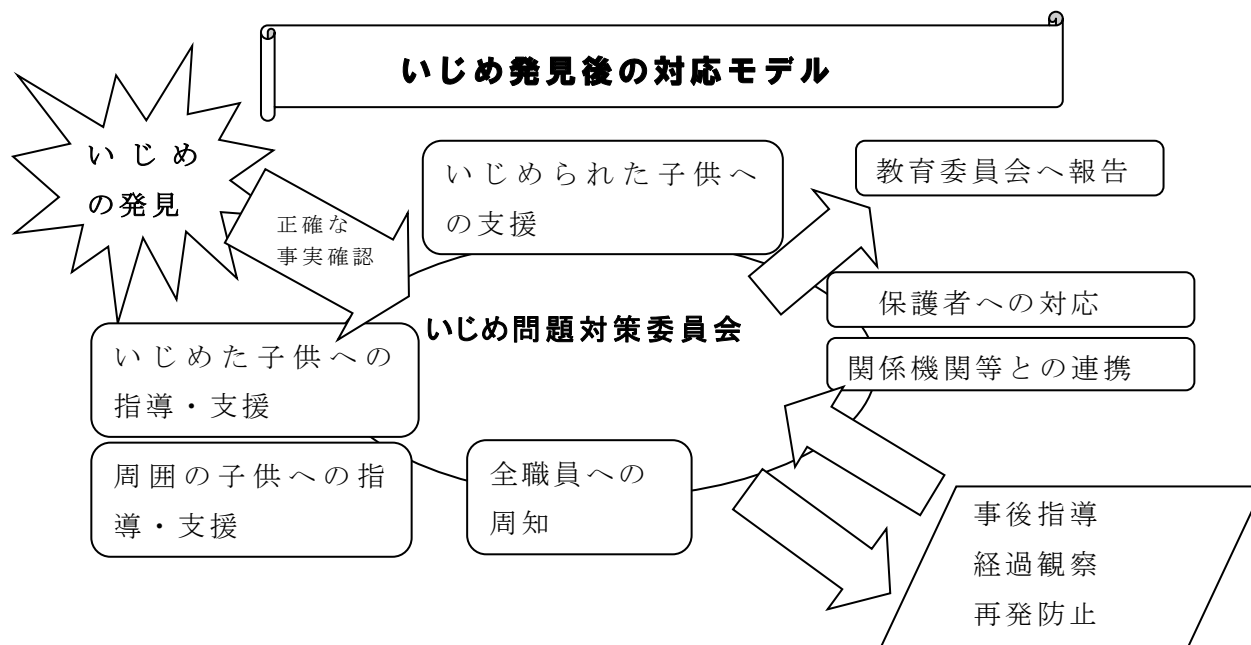 いじめ発見後の対応モデル
いじめ
の発見
正確な
事実確認
いじめられた子供へ
の支援
教育委員会へ報告
保護者への対応
関係機関等との連携
いじめ問題対策委員会
いじめた子供への
指導・支援
周囲の子供への指
導・支援
全職員への
周知
事後指導
経過観察
再発防止